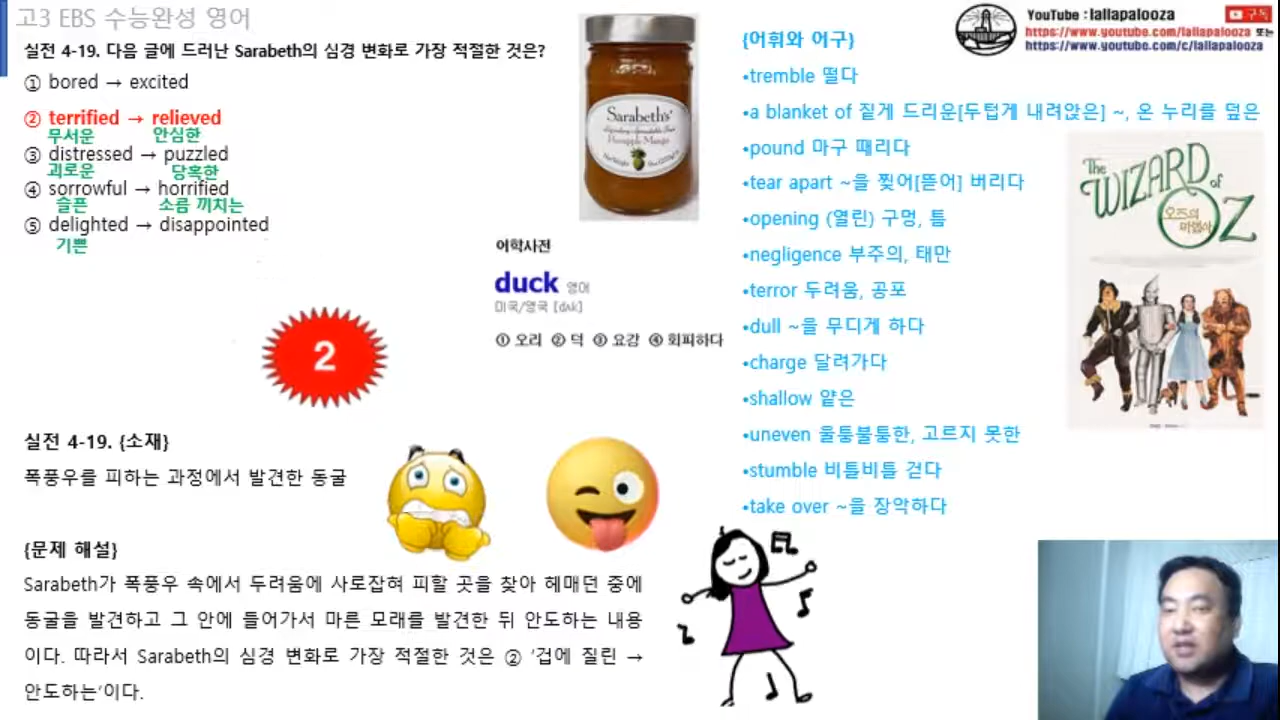 고3 EBS 수능완성 영어
실전 4-19. 다음 글에 드러난 Sarabeth의 심경 변화로 가장 적절한 것은?
① bored → excited
② terrified → relieved
무서운 안심한
③ distressed → puzzled
괴로운 당혹한
④ sorrowful → horrified
슬픈 소름 끼치는
⑤ delighted → disappointed
기쁜
2
실전 4-19. {소재}
폭풍우를 피하는 과정에서 발견한 동굴
{문제 해설}
Sarabeth가 폭풍우 속에서 두려움에 사로잡혀 피할 곳을 찾아 헤매던 중에
동굴을 발견하고 그 안에 들어가서 마른 모래를 발견한 뒤 안도하는 내용
이다. 따라서 Sarabeth의 심경 변화로 가장 적절한 것은 ② '겁에 질린 →
안도하는'이다.
Sarabeth's
Pineapple Mango
어학사전
duck 영어
미국/영국 [dʌk]
① 오리 ② 덕 ③ 요강 ④ 회피하다
{어휘와 어구}
•tremble 떨다
•a blanket of 짙게 드리운[두텁게 내려앉은] ~, 온 누리를 덮은
•pound 마구 때리다
•tear apart ~을 찢어[뜯어] 버리다
•opening (열린) 구멍, 틈
•negligence 부주의, 태만
•terror 두려움, 공포
•dull ~을 무디게 하다
•charge 달려가다
•shallow 얕은
•uneven 울퉁불퉁한, 고르지 못한
•stumble 비틀비틀 걷다
•take over ~을 장악하다
YouTube : lallapalooza
구독
https://www.youtube.com/lallapalooza 또는
https://www.youtube.com/c/lallapalooza
The
WIZARD of
OZ
오즈의
마법사